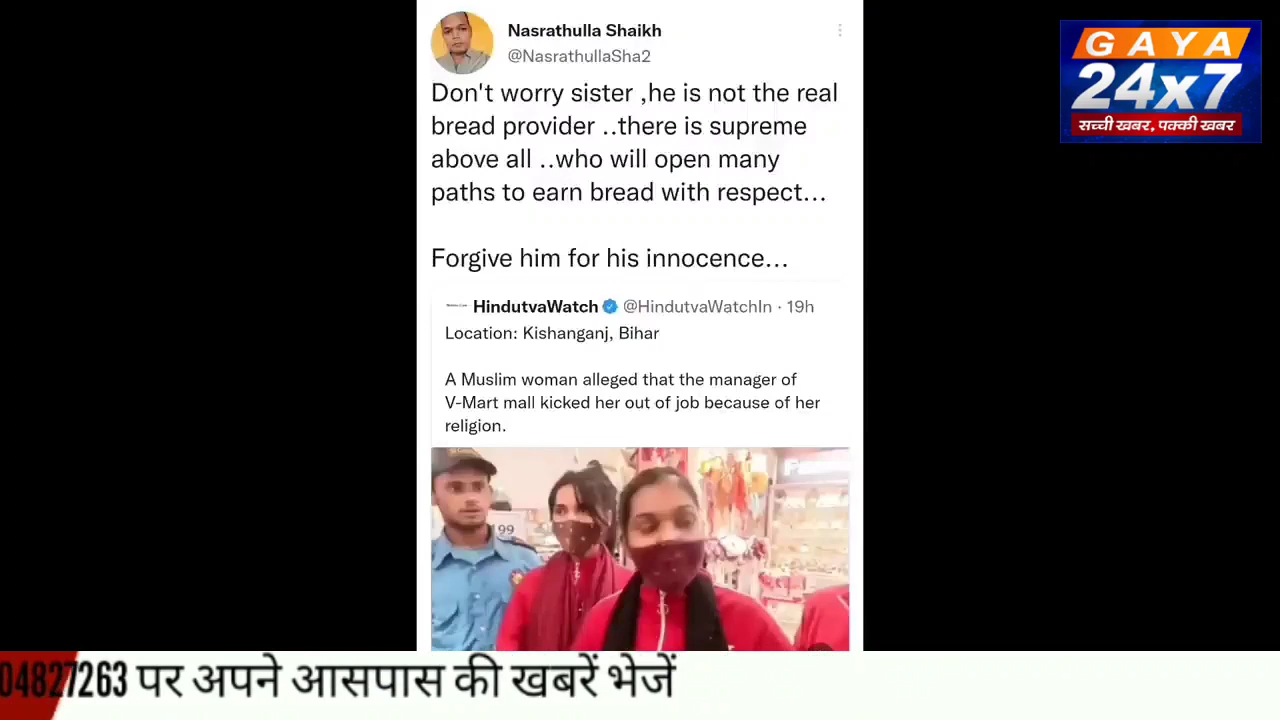 Nasrathulla Shaikh
@NasrathullaSha2
Don't worry sister ,he is not the real
bread provider ..there is supreme
above all ..who will open many
paths to earn bread with respect...

Forgive him for his innocence...
HindutvaWatch @HindutvaWatchIn · 19h
Location: Kishanganj, Bihar
A Muslim woman alleged that the manager of
V-Mart mall kicked her out of job because of her
religion.
99
GAYA
24x7
सच्ची खबर, पक्की खबर
04827263 पर अपने आसपास की खबरें भेजें